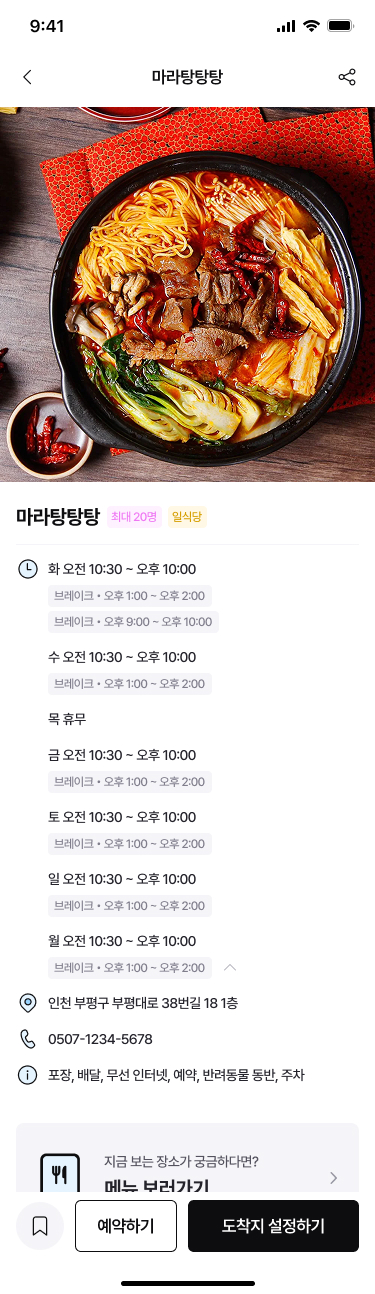 9:41
마라탕탕탕
마라탕탕탕 최대 20명 일식당
화 오전 10:30 ~ 오후 10:00
브레이크 • 오후 1:00 ~ 오후 2:00
브레이크 • 오후 9:00 ~ 오후 10:00
수 오전 10:30 ~ 오후 10:00
브레이크 • 오후 1:00 ~ 오후 2:00
목 휴무
금 오전 10:30 ~ 오후 10:00
브레이크 • 오후 1:00 ~ 오후 2:00
토 오전 10:30 ~ 오후 10:00
브레이크 • 오후 1:00 ~ 오후 2:00
일 오전 10:30 ~ 오후 10:00
브레이크 • 오후 1:00 ~ 오후 2:00
월 오전 10:30 ~ 오후 10:00
브레이크 • 오후 1:00 ~ 오후 2:00
인천 부평구 부평대로 38번길 18 1층
0507-1234-5678
포장, 배달, 무선 인터넷, 예약, 반려동물 동반, 주차
지금 보는 장소가 궁금하다면?
메뉴 보러가기
예약하기 도착지 설정하기